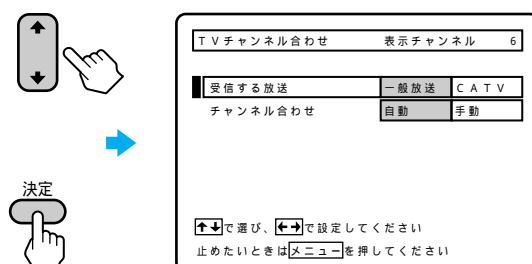 TVチャンネル合わせ 表示チャンネル 6
受信する放送 一般放送 CATV
チャンネル合わせ 自動 手動
決定
↑↓で選び、←→で設定してください
止めたいときはメニューを押してください